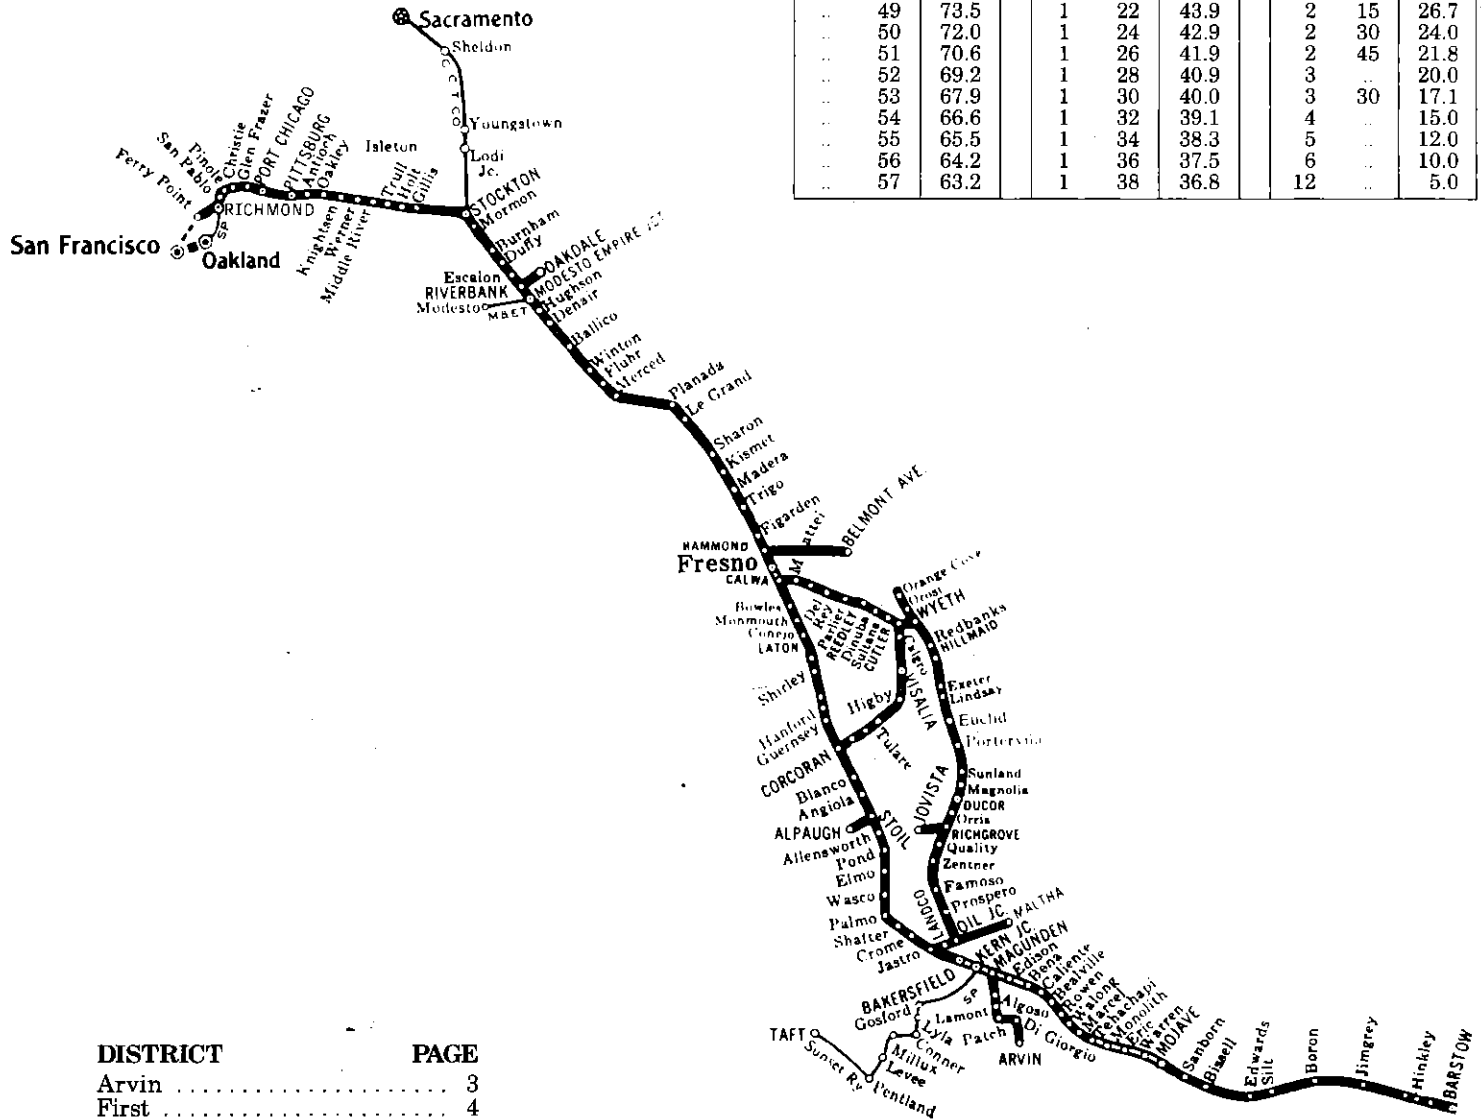 .. 49 73.5 1 22 43.9 2 15 26.7
.. 50 72.0 1 24 42.9 2 30 24.0
.. 51 70.6 1 26 41.9 2 45 21.8
.. 52 69.2 1 28 40.9 3 .. 20.0
.. 53 67.9 1 30 40.0 3 30 17.1
.. 54 66.6 1 32 39.1 4 .. 15.0
.. 55 65.5 1 34 38.3 5 .. 12.0
.. 56 64.2 1 36 37.5 6 .. 10.0
.. 57 63.2 1 38 36.8 12 .. 5.0
Sacramento
Sheldon
C C T CO
Youngstown
Lodi Jc.
Ferry Point
San Pablo
Pinole
Christie
Glen Frazer
PORT CHICAGO
PITTSBURG
Antioch
Oakley
Isleton
Trull
Holt
Gillis
RICHMOND
SP
San Francisco
Oakland
Knightsen
Werner
Middle River
STOCKTON
Mormon
Burnham
Duffy
Escalon
OAKDALE
RIVERBANK
MODESTO EMPIRE JCT
Modesto
M&ET
Hughson
Denair
Ballico
Winton
Fluhr
Merced
Planada
Le Grand
Sharon
Kismet
Madera
Trigo
Figarden
HAMMOND
Fresno
CALWA
Mattei
BELMONT AVE.
Bowles
Monmouth
Conejo
LATON
Del Rey
Parlier
REEDLEY
Dinuba
Sultana
CUTLER
Orange Cove
Orosi
WYETH
Redbanks
HILLMAID
Calgro
VISALIA
Exeter
Lindsay
Euclid
Porterville
Shirley
Higby
Hanford
Guernsey
Tulare
CORCORAN
Blanco
Angiola
ALPAUGH
STOIL
JOVISTA
Sunland
Magnolia
DUCOR
Orris
RICHGROVE
Quality
Zentner
Famoso
Prospero
Allensworth
Pond
Elmo
Wasco
Palmo
Shafter
Crome
Jastro
LANDCO
OIL JC.
MALTHA
KERN JC
MAGUNDEN
Edison
Bena
Caliente
Bealville
Rowen
Walong
Marcel
Tehachapi
Monolith
Eric
Warren
MOJAVE
BAKERSFIELD
Gosford
SP
Lamont
Algoso
Patch
Di Giorgio
ARVIN
Lyla
Conner
Millux
Levee
TAFT
Sunset Ry
Pentland
Sanborn
Bissell
Edwards
Silt
Boron
Jimgrey
Hinkley
BARSTOW
DISTRICT PAGE
Arvin .......................... 3
First .......................... 4